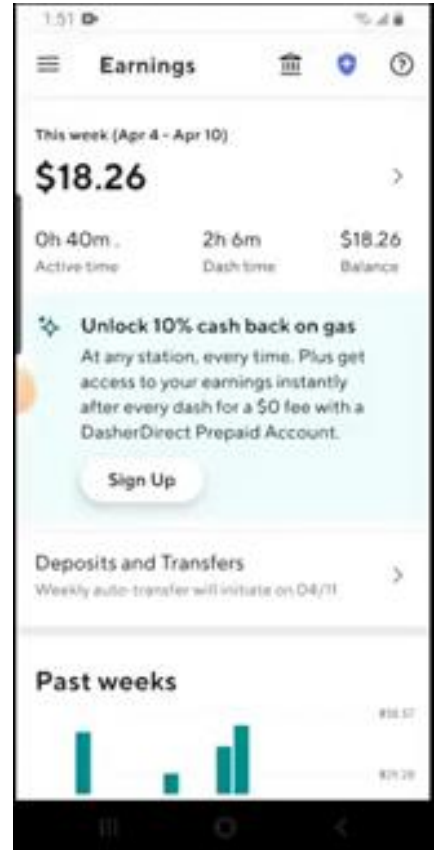 1:51
Earnings
This week (Apr 4 - Apr 10)
$18.26
0h 40m . 2h 6m $18.26
Active time Dash time Balance
Unlock 10% cash back on gas
At any station, every time. Plus get
access to your earnings instantly
after every dash for a $0 fee with a
DasherDirect Prepaid Account.
Sign Up
Deposits and Transfers
Weekly auto-transfer will initiate on 04/11
Past weeks